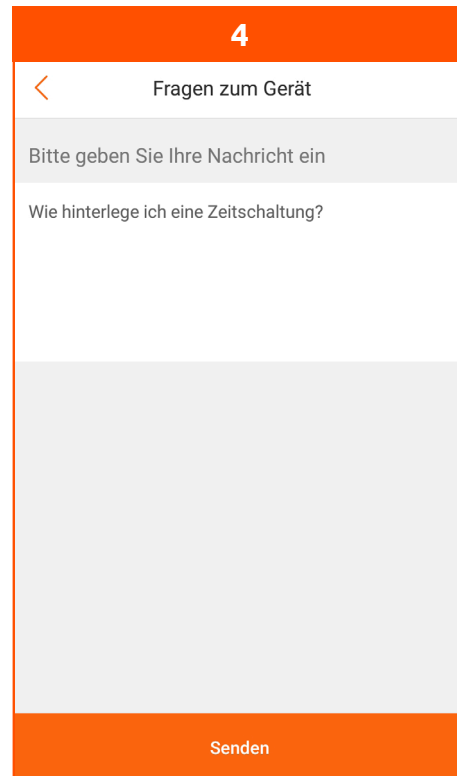 4
Fragen zum Gerät
Bitte geben Sie Ihre Nachricht ein
Wie hinterlege ich eine Zeitschaltung?
Senden